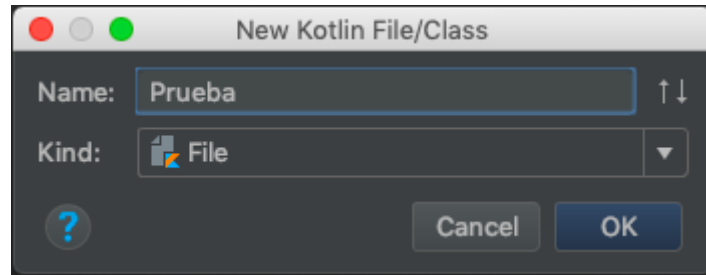 New Kotlin File/Class
Name: Prueba
Kind: File
? Cancel OK